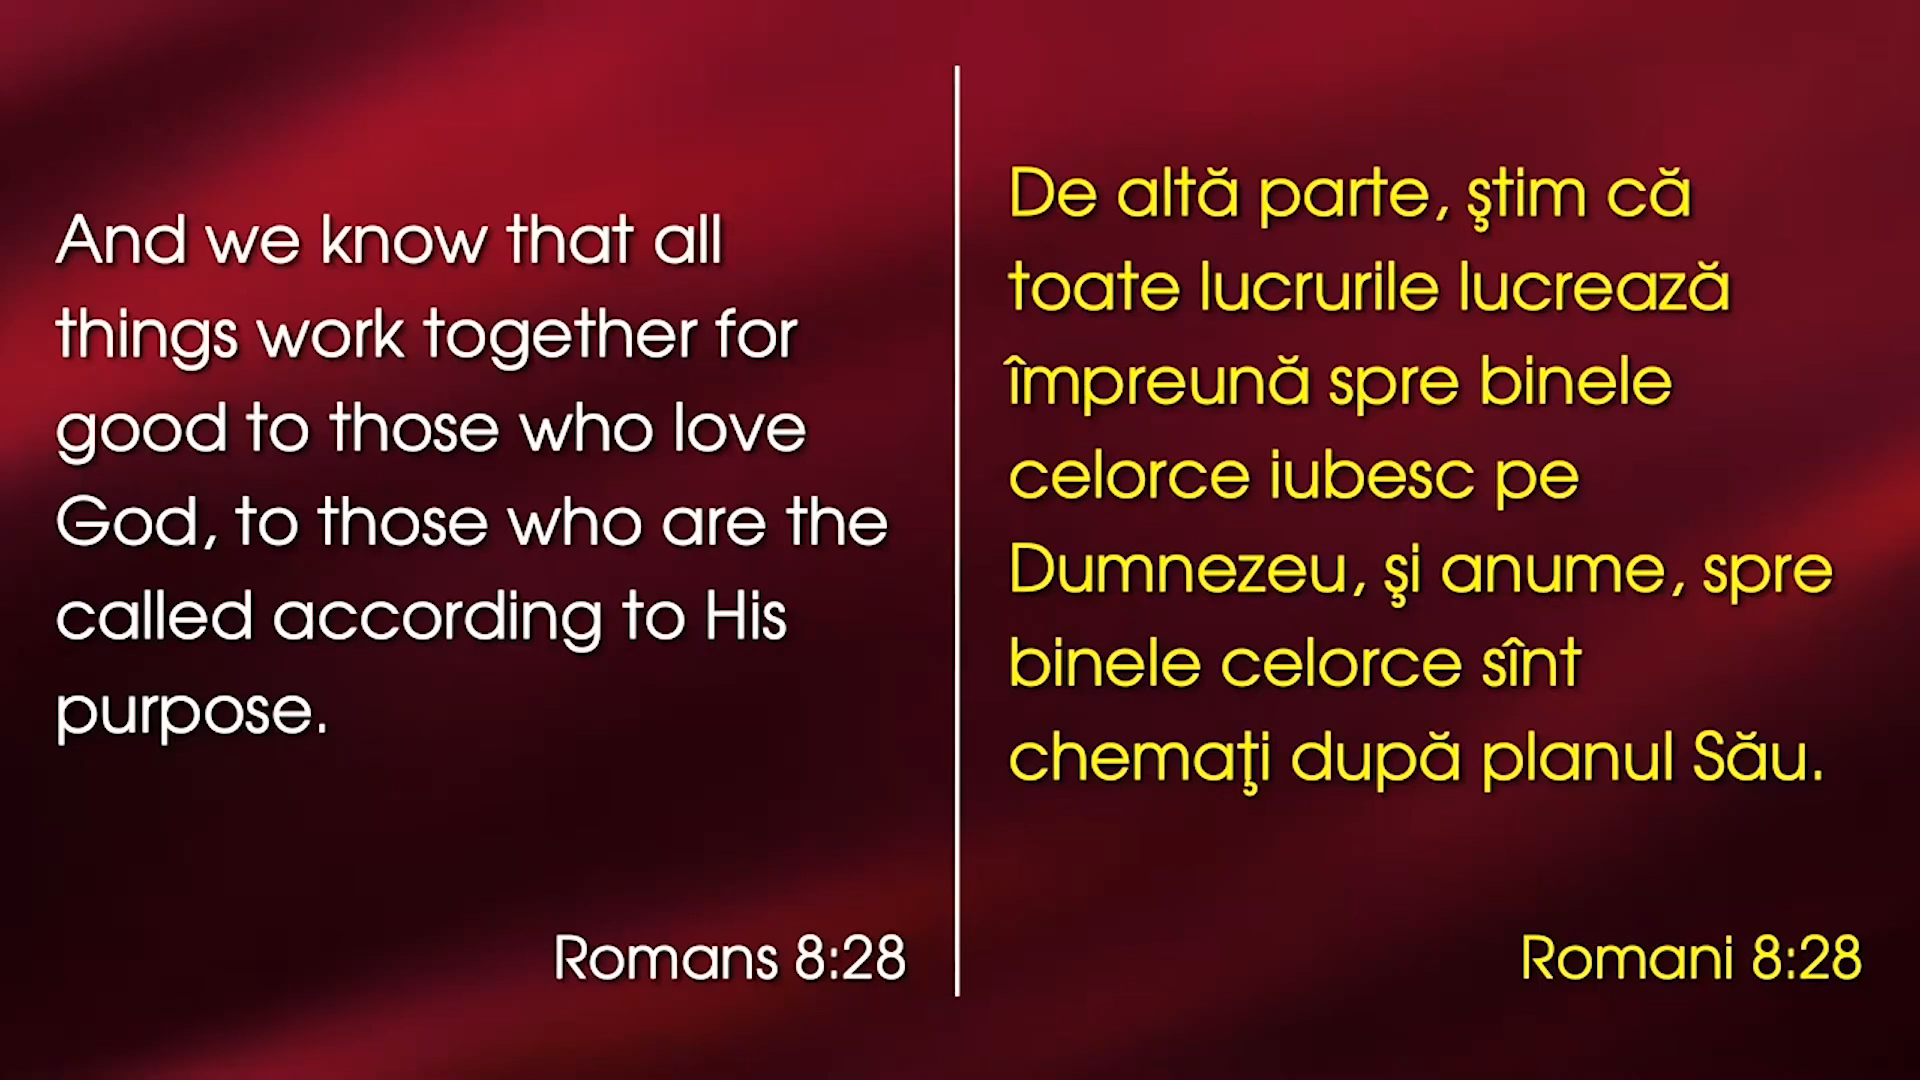 And we know that all
things work together for
good to those who love
God, to those who are the
called according to His
purpose.
Romans 8:28
De altă parte, ştim că
toate lucrurile lucrează
împreună spre binele
celorce iubesc pe
Dumnezeu, şi anume, spre
binele celorce sînt
chemaţi după planul Său.
Romani 8:28